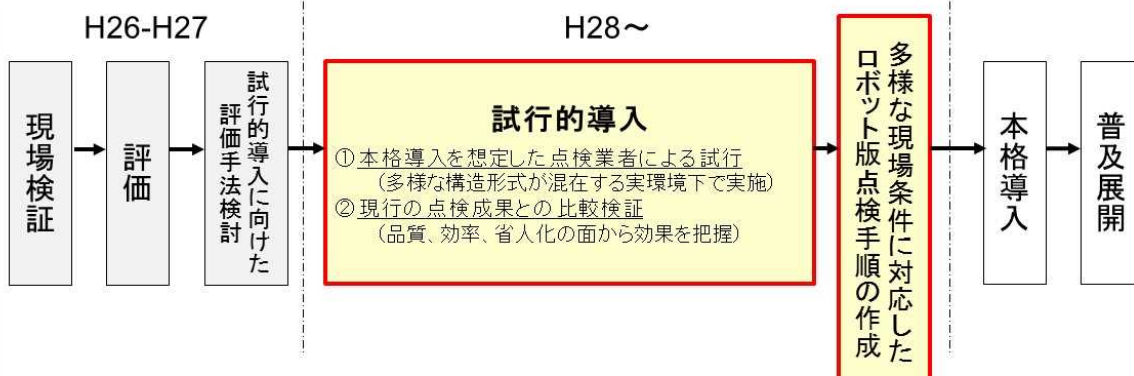 H26-H27
H28～
現場検証
評価
試行的導入に向けた
評価手法検討
試行的導入
① 本格導入を想定した点検業者による試行
(多様な構造形式が混在する実環境下で実施)
② 現行の点検成果との比較検証
(品質、効率、省人化の面から効果を把握)
多様な現場条件に対応した
ロボット版点検手順の作成
本格導入
普及展開